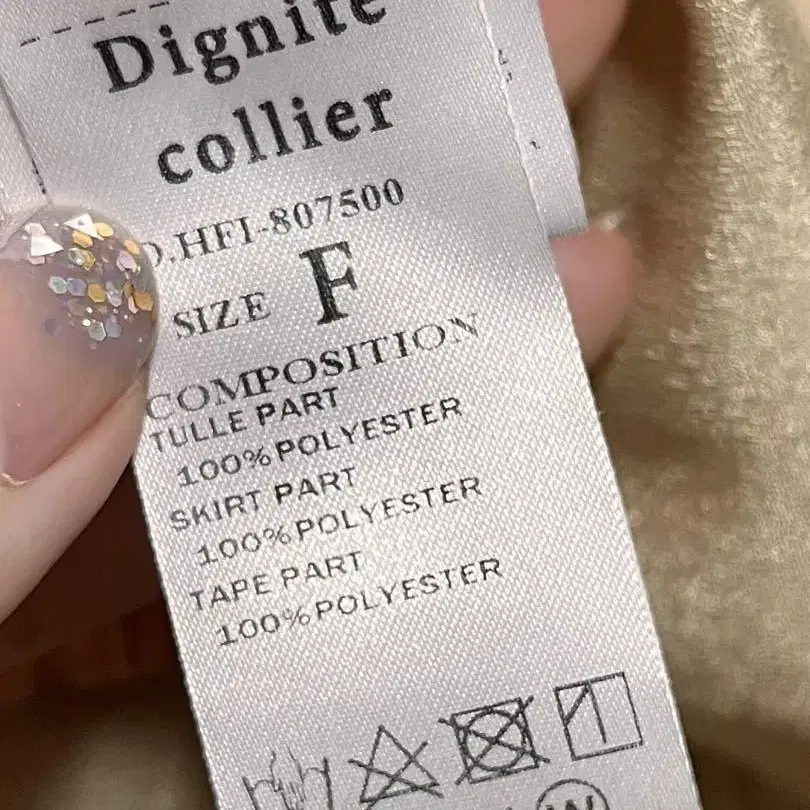 Dignite
collier
.HFI-807500
SIZE F
COMPOSITION
TULLE PART
100%POLYESTER
SKIRT PART
100%POLYESTER
TAPE PART
100%POLYESTER
W